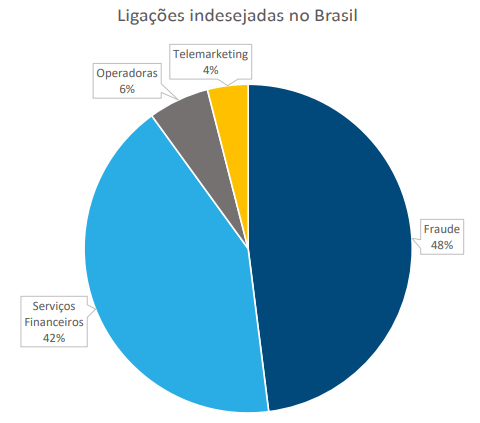 Ligações indesejadas no Brasil
Telemarketing
4%
Operadoras
6%
Fraude
48%
Serviços
Financeiros
42%